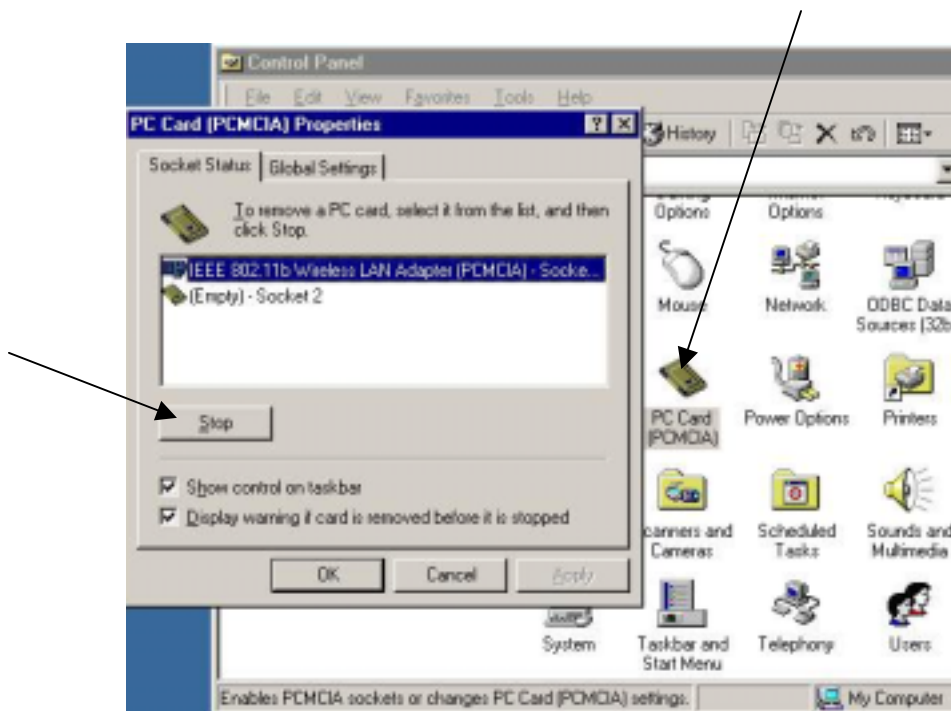 Control Panel
File Edit View Favorites Tools Help
History
PC Card (PCMCIA) Properties
Socket Status
Global Settings
To remove a PC card, select it from the list, and then
click Stop.
IEEE 802.11b Wireless LAN Adapter (PCMCIA) - Socke...
(Empty) - Socket 2
Stop
Show control on taskbar
Display warning if card is removed before it is stopped
OK
Cancel
Apply
Options
Options
Mouse
Network
ODBC Data
Sources (32b
PC Card
(PCMCIA)
Power Options
Printers
canners and
Cameras
Scheduled
Tasks
Sounds and
Multimedia
System
Taskbar and
Start Menu
Telephony
Users
Enables PCMCIA sockets or changes PC Card (PCMCIA) settings.
My Computer